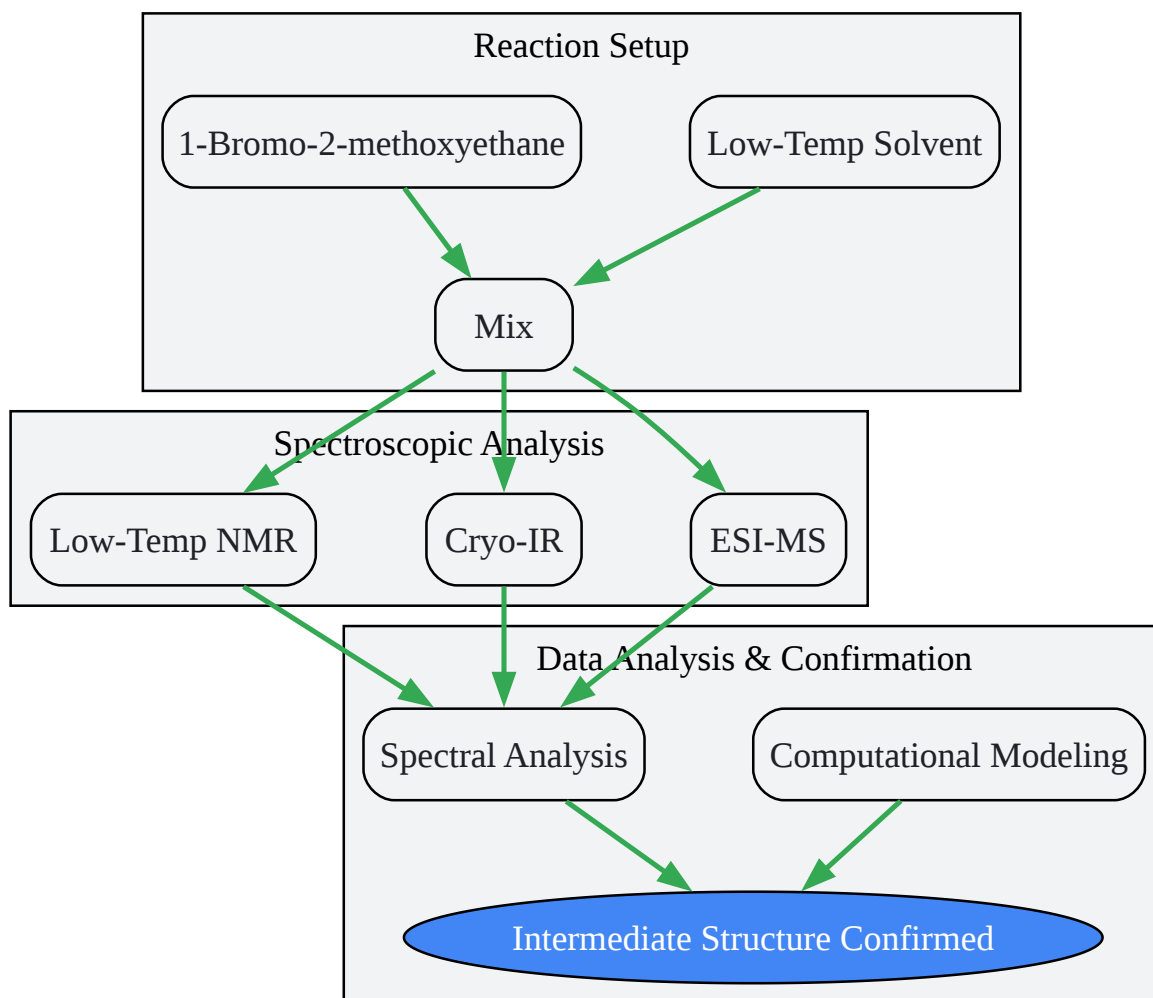 Reaction Setup
1-Bromo-2-methoxyethane
Low-Temp Solvent
Mix
Spectroscopic Analysis
Low-Temp NMR
Cryo-IR
ESI-MS
Data Analysis & Confirmation
Spectral Analysis
Computational Modeling
Intermediate Structure Confirmed